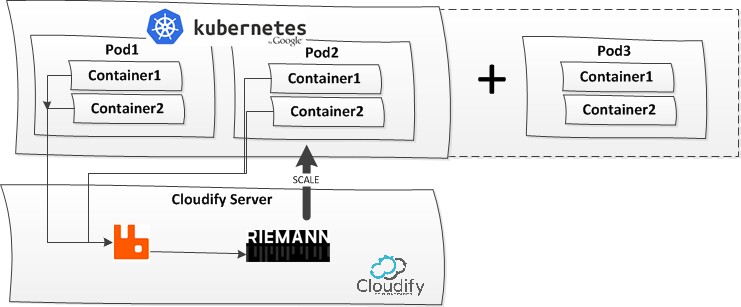 kubernetes
by Google
Pod1
Container1
Container2
Pod2
Container1
Container2
+
Pod3
Container1
Container2
SCALE
Cloudify Server
RIEMANN
Cloudify